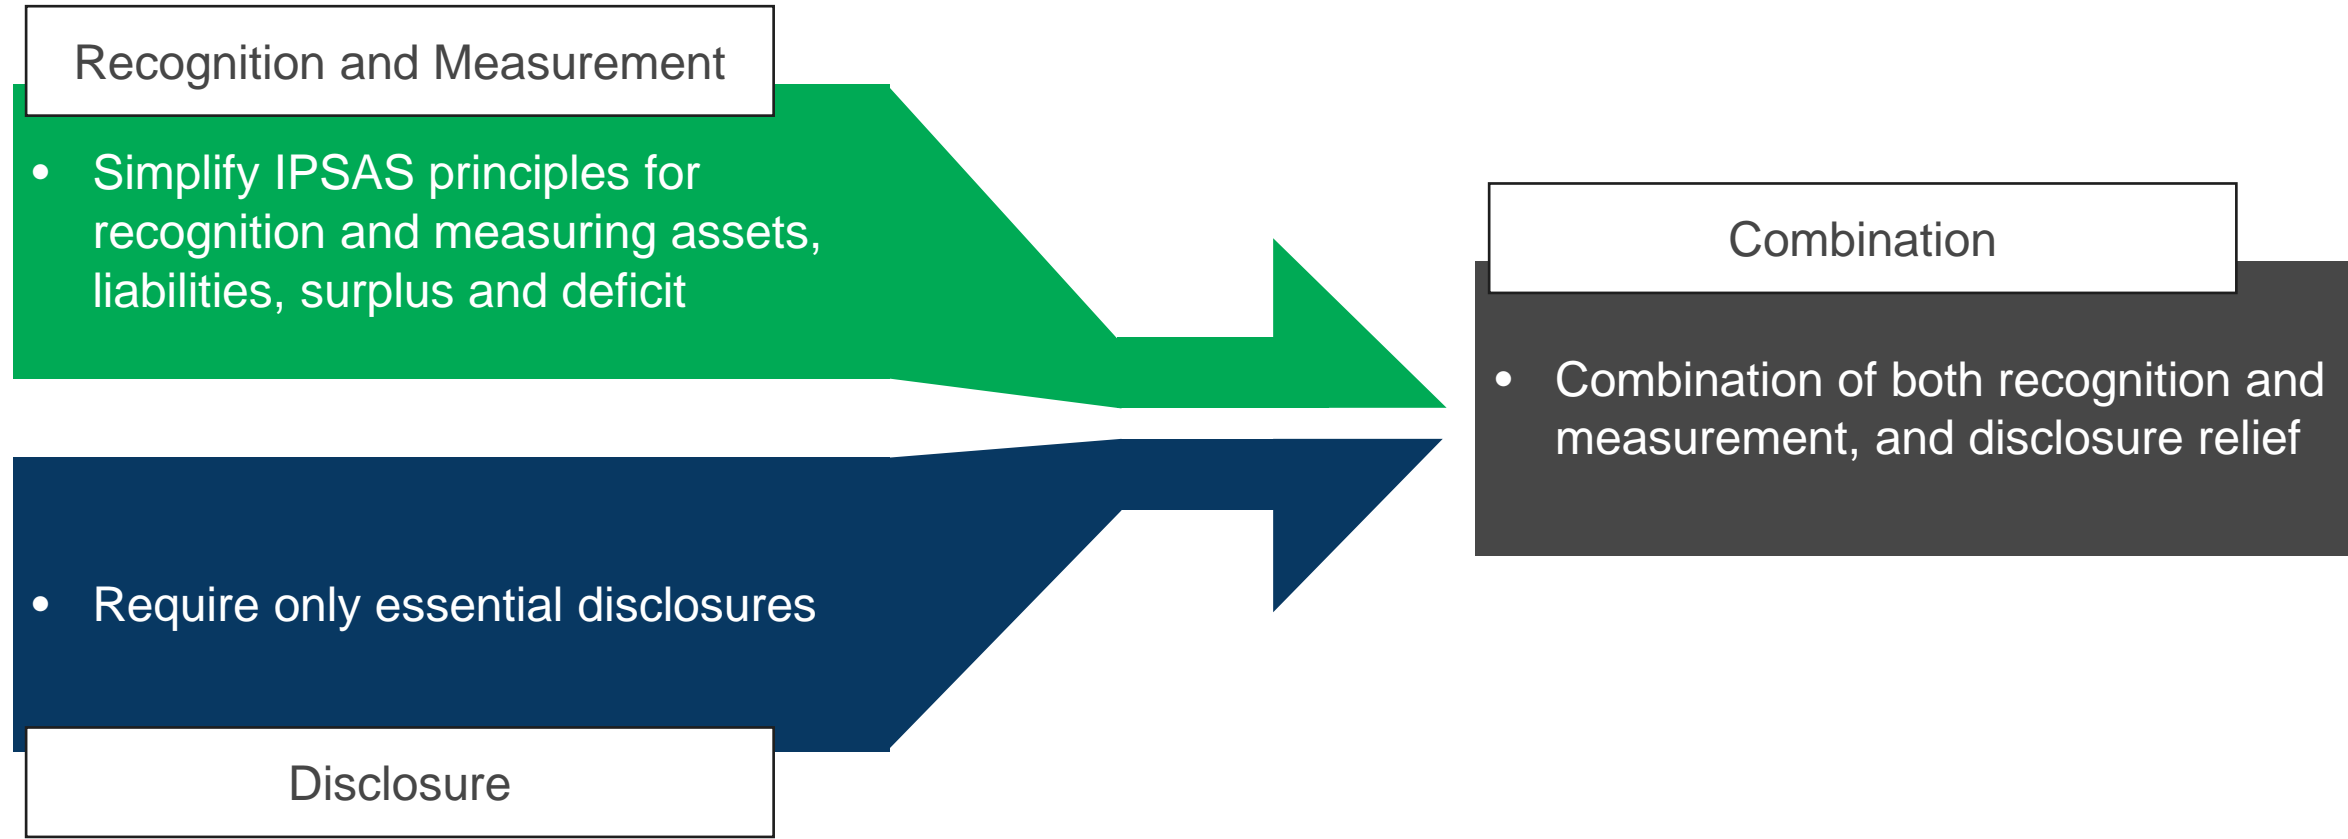 Recognition and Measurement
• Simplify IPSAS principles for
recognition and measuring assets,
liabilities, surplus and deficit
• Require only essential disclosures
Disclosure
Combination
• Combination of both recognition and
measurement, and disclosure relief